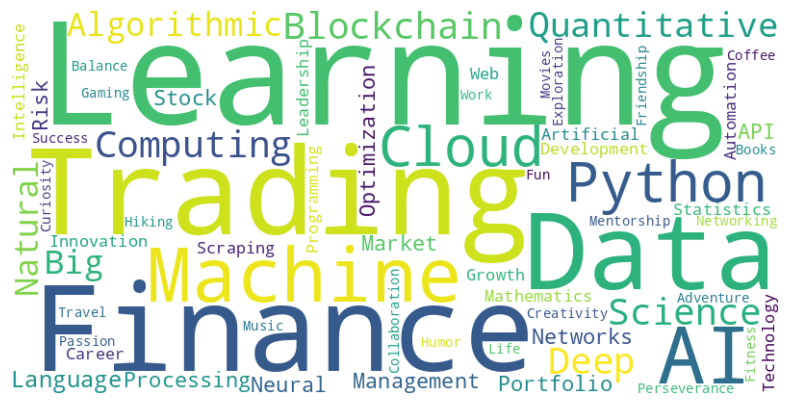 Learning
Trading
Finance
Data
Machine
AI
Cloud
Python
Algorithmic
Blockchain
Quantitative
Computing
Science
Deep
Natural
Big
Intelligence
Risk
Balance
Gaming
Stock
Success
Leadership
Optimization
Web
Work
Movies
Exploration
Friendship
Automation
Coffee
API
Books
Artificial
Development
Curiosity
Hiking
Programming
Fun
Mentorship
Statistics
Networking
Innovation
Scraping
Market
Growth
Mathematics
Creativity
Adventure
Technology
Travel
Passion
Career
Music
Collaboration
Humor
Life
Networks
Fitness
Language
Processing
Neural
Management
Portfolio
Perseverance